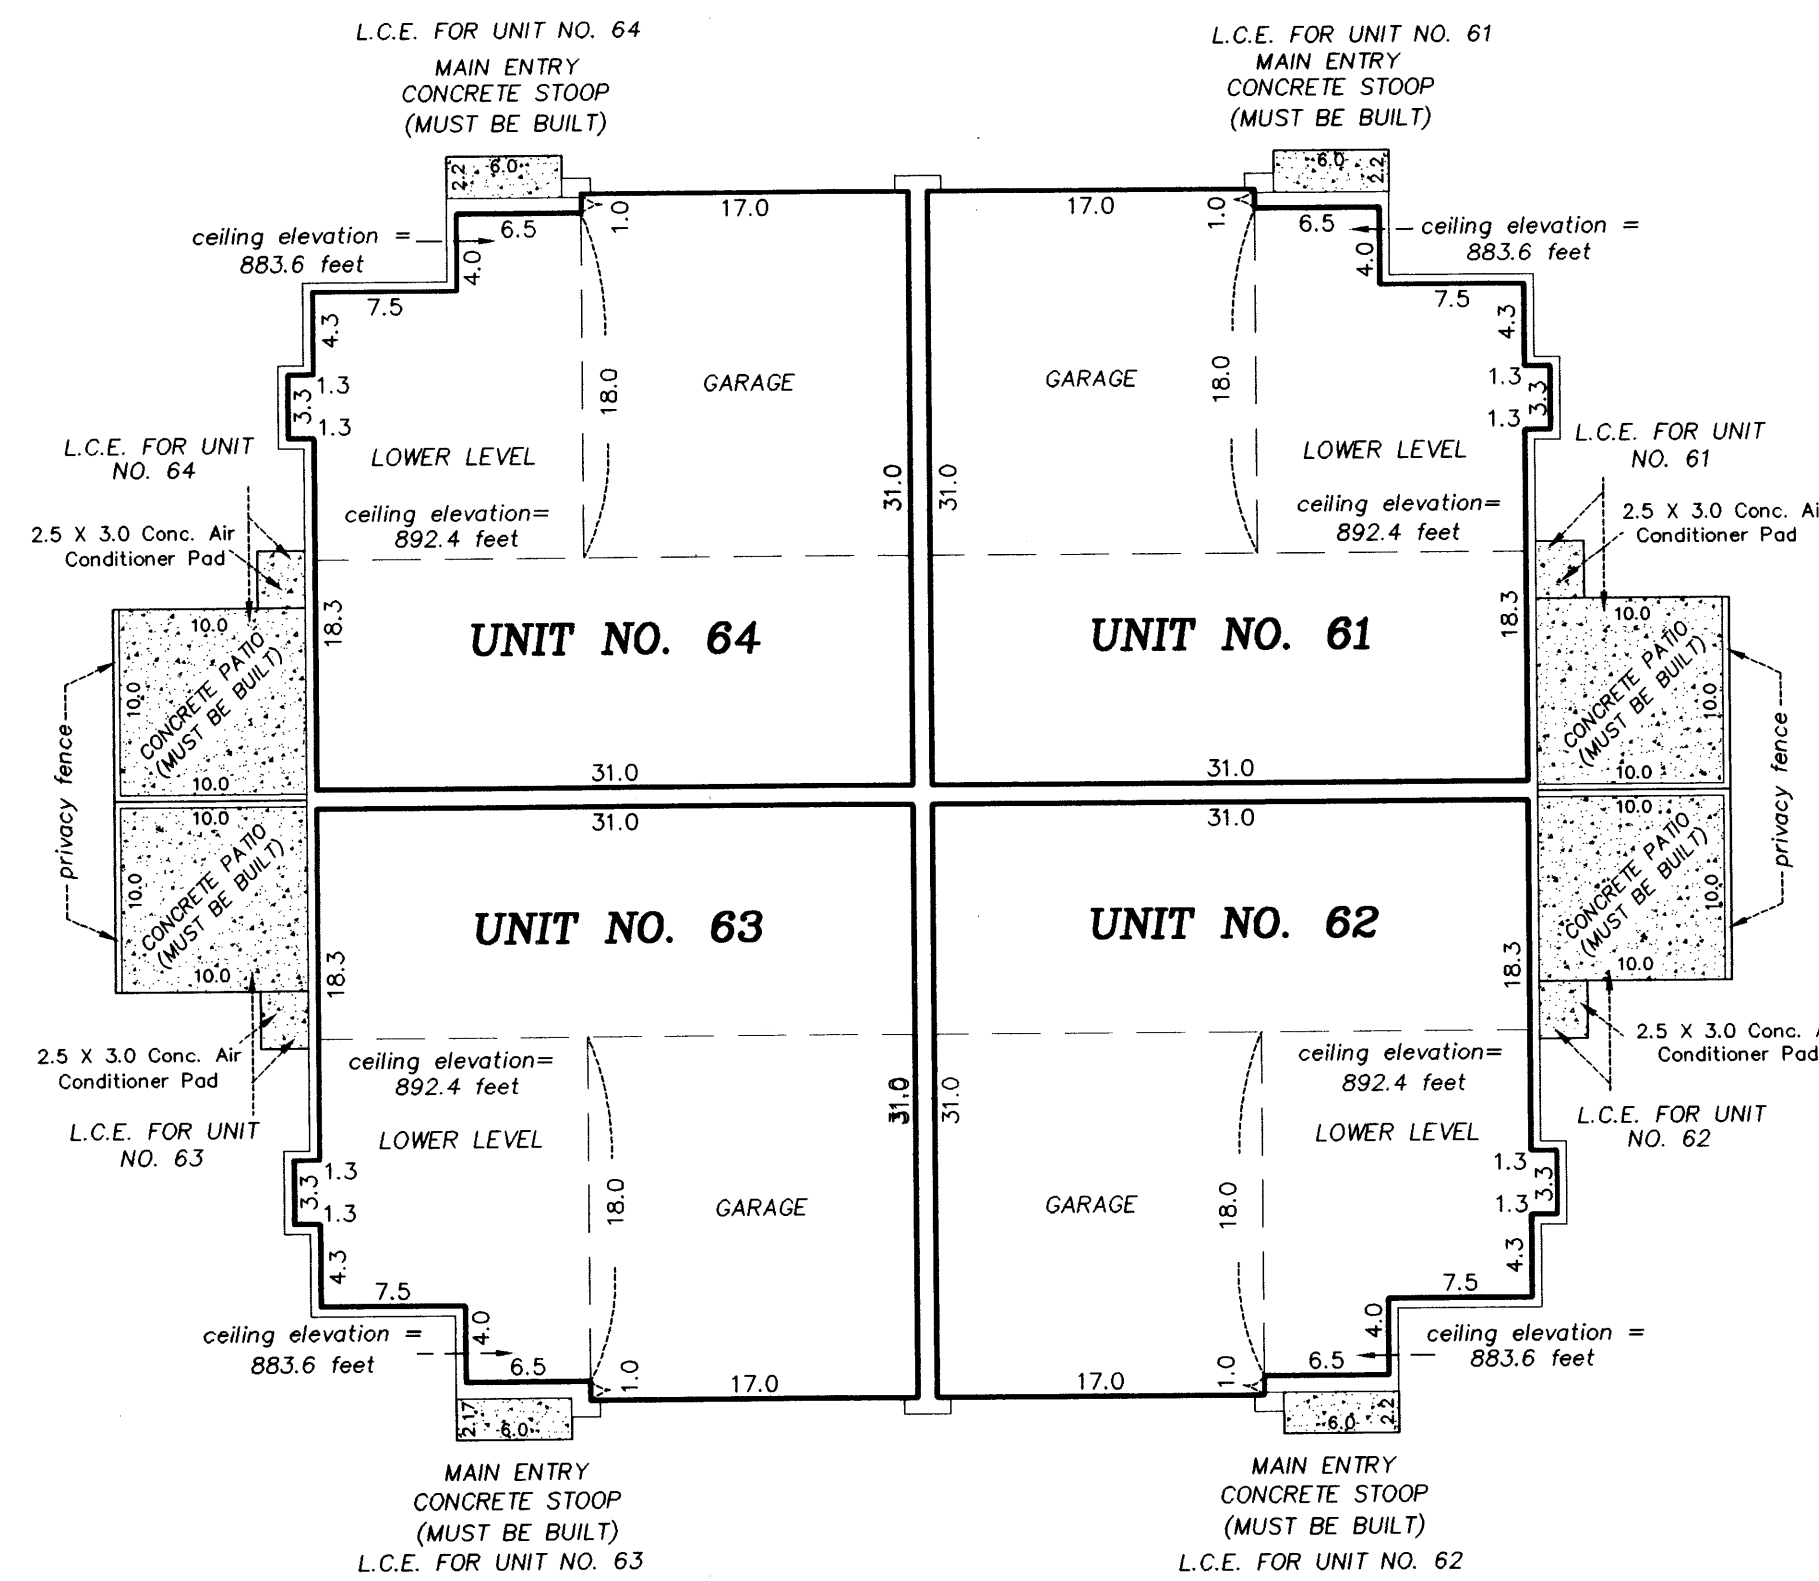 L.C.E. FOR UNIT NO. 64
MAIN ENTRY
CONCRETE STOOP
(MUST BE BUILT)
L.C.E. FOR UNIT NO. 61
MAIN ENTRY
CONCRETE STOOP
(MUST BE BUILT)
2.2
6.0
6.0
2.2
1.0
17.0
17.0
1.0
6.5
6.5
ceiling elevation =
883.6 feet
ceiling elevation =
883.6 feet
4.0
4.0
7.5
7.5
4.3
4.3
1.3
3.3
1.3
1.3
3.3
1.3
18.0
GARAGE
GARAGE
18.0
L.C.E. FOR UNIT
NO. 64
LOWER LEVEL
LOWER LEVEL
L.C.E. FOR UNIT
NO. 61
31.0
31.0
ceiling elevation=
892.4 feet
ceiling elevation=
892.4 feet
2.5 X 3.0 Conc. Air
Conditioner Pad
2.5 X 3.0 Conc. Ai
Conditioner Pad
18.3
18.3
10.0
10.0
UNIT NO. 64
UNIT NO. 61
10.0
CONCRETE PATIO
(MUST BE BUILT)
CONCRETE PATIO
(MUST BE BUILT)
10.0
10.0
31.0
31.0
10.0
privacy fence
privacy fence
10.0
31.0
31.0
10.0
10.0
CONCRETE PATIO
(MUST BE BUILT)
CONCRETE PATIO
(MUST BE BUILT)
10.0
UNIT NO. 63
UNIT NO. 62
10.0
10.0
18.3
18.3
2.5 X 3.0 Conc. Air
Conditioner Pad
2.5 X 3.0 Conc. A
Conditioner Pad
ceiling elevation=
892.4 feet
ceiling elevation=
892.4 feet
31.0
31.0
L.C.E. FOR UNIT
NO. 63
LOWER LEVEL
LOWER LEVEL
L.C.E. FOR UNIT
NO. 62
1.3
3.3
1.3
1.3
3.3
1.3
18.0
GARAGE
GARAGE
18.0
4.3
4.3
7.5
7.5
4.0
4.0
ceiling elevation =
883.6 feet
ceiling elevation =
883.6 feet
6.5
6.5
1.0
17.0
17.0
1.0
2.17
6.0
6.0
2.2
MAIN ENTRY
CONCRETE STOOP
(MUST BE BUILT)
L.C.E. FOR UNIT NO. 63
MAIN ENTRY
CONCRETE STOOP
(MUST BE BUILT)
L.C.E. FOR UNIT NO. 62